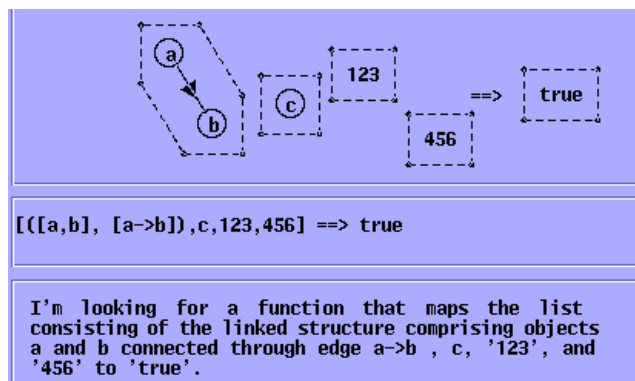 a
123
c
==> true
b
456
[([a,b], [a->b]),c,123,456] ==> true
I'm looking for a function that maps the list
consisting of the linked structure comprising objects
a and b connected through edge a->b , c, '123', and
'456' to 'true'.